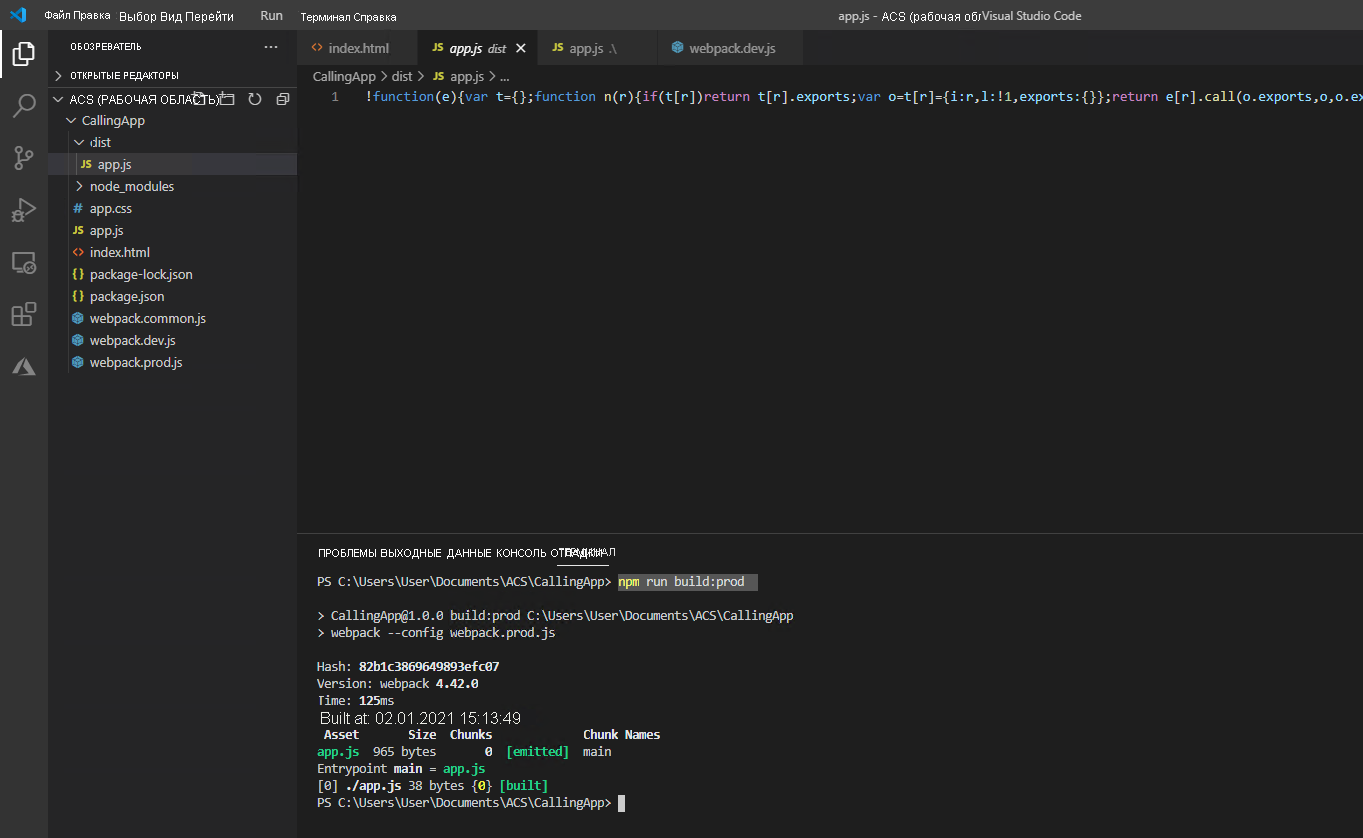 Файл Правка Выбор Вид Перейти Run Терминал Справка app.js - ACS (рабочая обл Visual Studio Code
ОБОЗРЕВАТЕЛЬ
ОТКРЫТЫЕ РЕДАКТОРЫ
ACS (РАБОЧАЯ ОБЛАСТЬ)
CallingApp
dist
JS app.js
node_modules
# app.css
JS app.js
<> index.html
{} package-lock.json
{} package.json
webpack.common.js
webpack.dev.js
webpack.prod.js
<> index.html JS app.js dist JS app.js .\ webpack.dev.js
CallingApp > dist > JS app.js > ...
1 !function(e){var t={};function n(r){if(t[r])return t[r].exports;var o=t[r]={i:r,l:!1,exports:{}};return e[r].call(o.exports,o,o.ex
ПРОБЛЕМЫ ВЫХОДНЫЕ ДАННЫЕ КОНСОЛЬ ОТЛАДКИ ТЕРМИНАЛ
PS C:\Users\User\Documents\ACS\CallingApp> npm run build:prod
> CallingApp@1.0.0 build:prod C:\Users\User\Documents\ACS\CallingApp
> webpack --config webpack.prod.js
Hash: 82b1c3869649893efc07
Version: webpack 4.42.0
Time: 125ms
Built at: 02.01.2021 15:13:49
Asset Size Chunks Chunk Names
app.js 965 bytes 0 [emitted] main
Entrypoint main = app.js
[0] ./app.js 38 bytes {0} [built]
PS C:\Users\User\Documents\ACS\CallingApp>